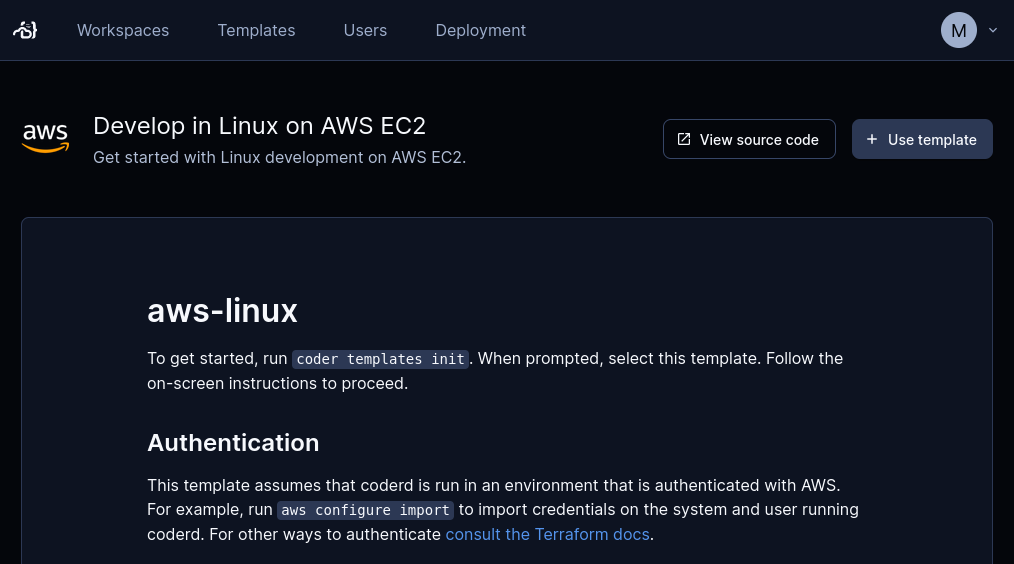 Workspaces Templates Users Deployment M
aws
Develop in Linux on AWS EC2
Get started with Linux development on AWS EC2.
View source code
Use template
aws-linux
To get started, run coder templates init. When prompted, select this template. Follow the
on-screen instructions to proceed.
Authentication
This template assumes that coderd is run in an environment that is authenticated with AWS.
For example, run aws configure import to import credentials on the system and user running
coderd. For other ways to authenticate consult the Terraform docs.